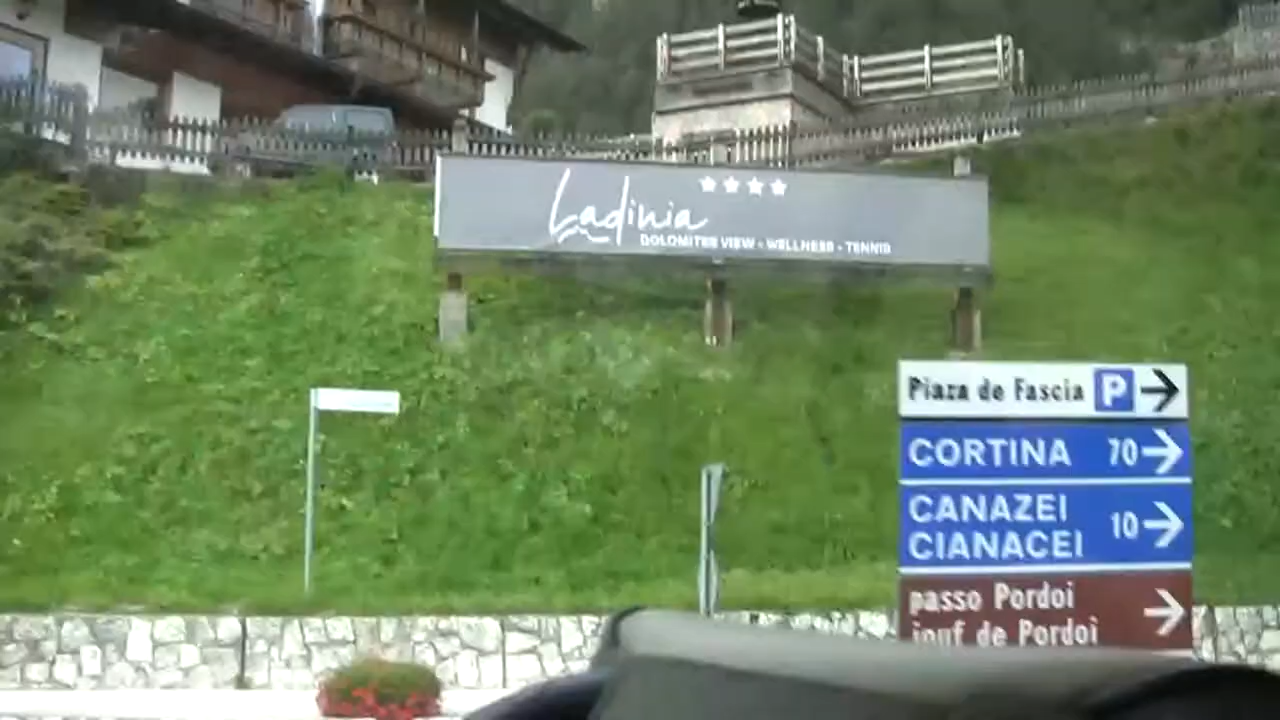 Ladinia
DOLOMITES VIEW - WELLNESS - TENNIS
Piaza de Fascia P
CORTINA 70
CANAZEI 10
CIANACEI
passo Pordoi
jouf de Pordoi